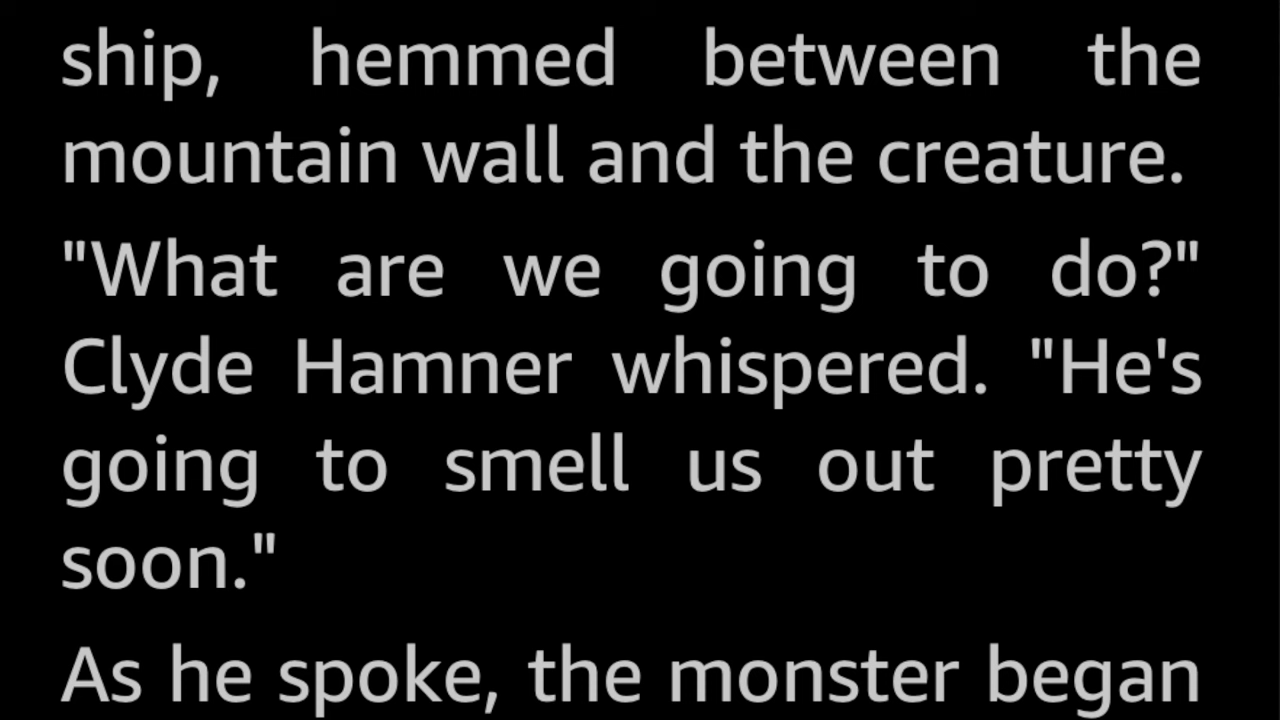 ship, hemmed between the
mountain wall and the creature.
"What are we going to do?"
Clyde Hamner whispered. "He's
going to smell us out pretty
soon."
As he spoke, the monster began